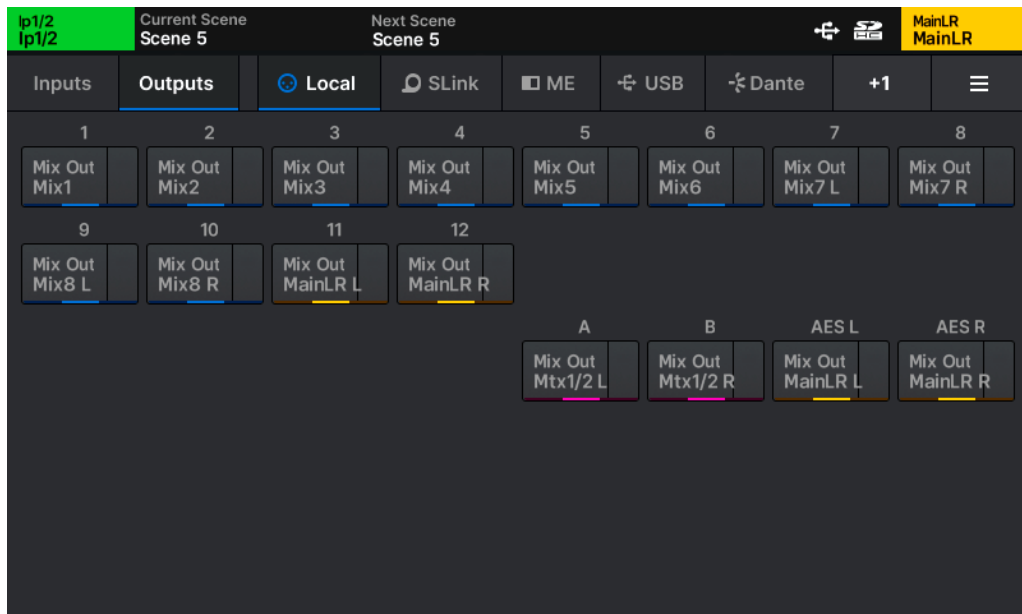 Ip1/2 Current Scene Next Scene MainLR
Ip1/2 Scene 5 Scene 5 MainLR
Inputs Outputs Local SLink ME USB Dante +1
1 2 3 4 5 6 7 8
Mix Out Mix Out Mix Out Mix Out Mix Out Mix Out Mix Out Mix Out
Mix1 Mix2 Mix3 Mix4 Mix5 Mix6 Mix7 L Mix7 R
9 10 11 12
Mix Out Mix Out Mix Out Mix Out
Mix8 L Mix8 R MainLR L MainLR R
A B AES L AES R
Mix Out Mix Out Mix Out Mix Out
Mtx1/2 L Mtx1/2 R MainLR L MainLR R